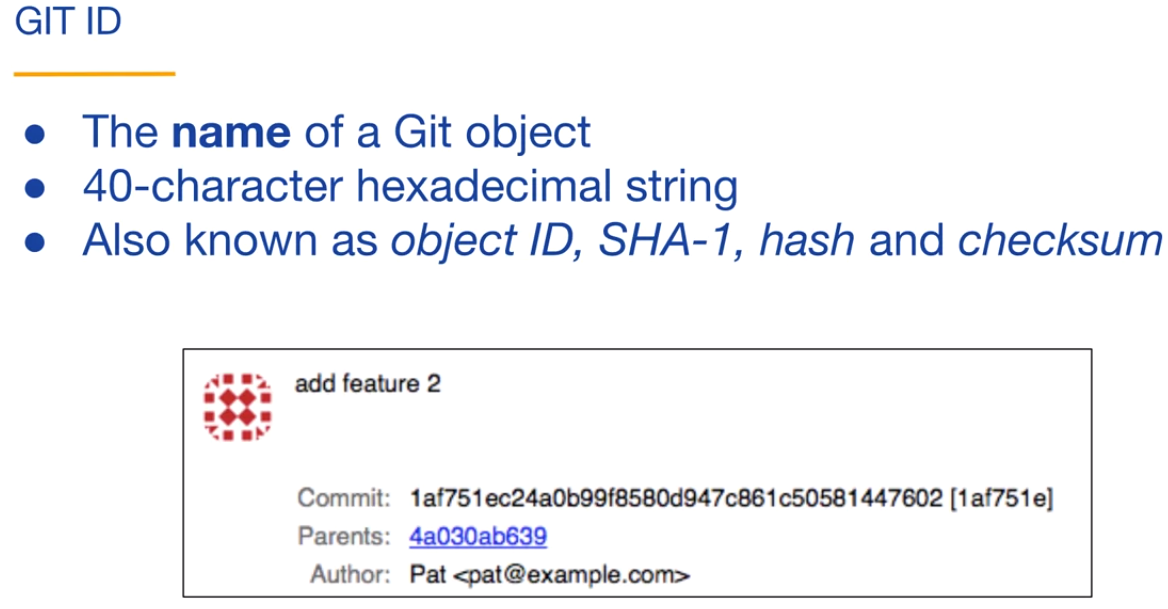 GIT ID
● The name of a Git object
● 40-character hexadecimal string
● Also known as object ID, SHA-1, hash and checksum
add feature 2
Commit: 1af751ec24a0b99f8580d947c861c50581447602 [1af751e]
Parents: 4a030ab639
Author: Pat <pat@example.com>